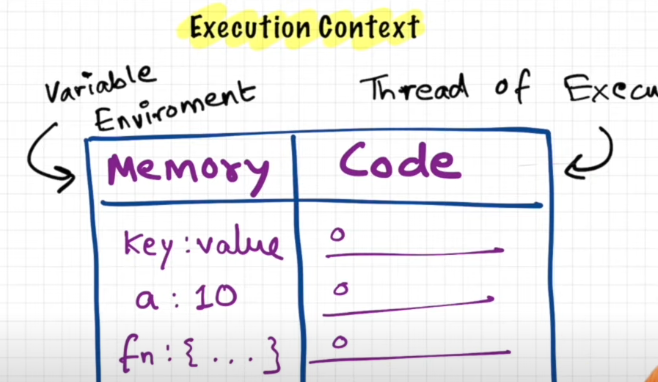 Execution Context
Variable
Enviroment
Thread of Execu
Memory
Code
key : value
a : 10
fn : { ... }